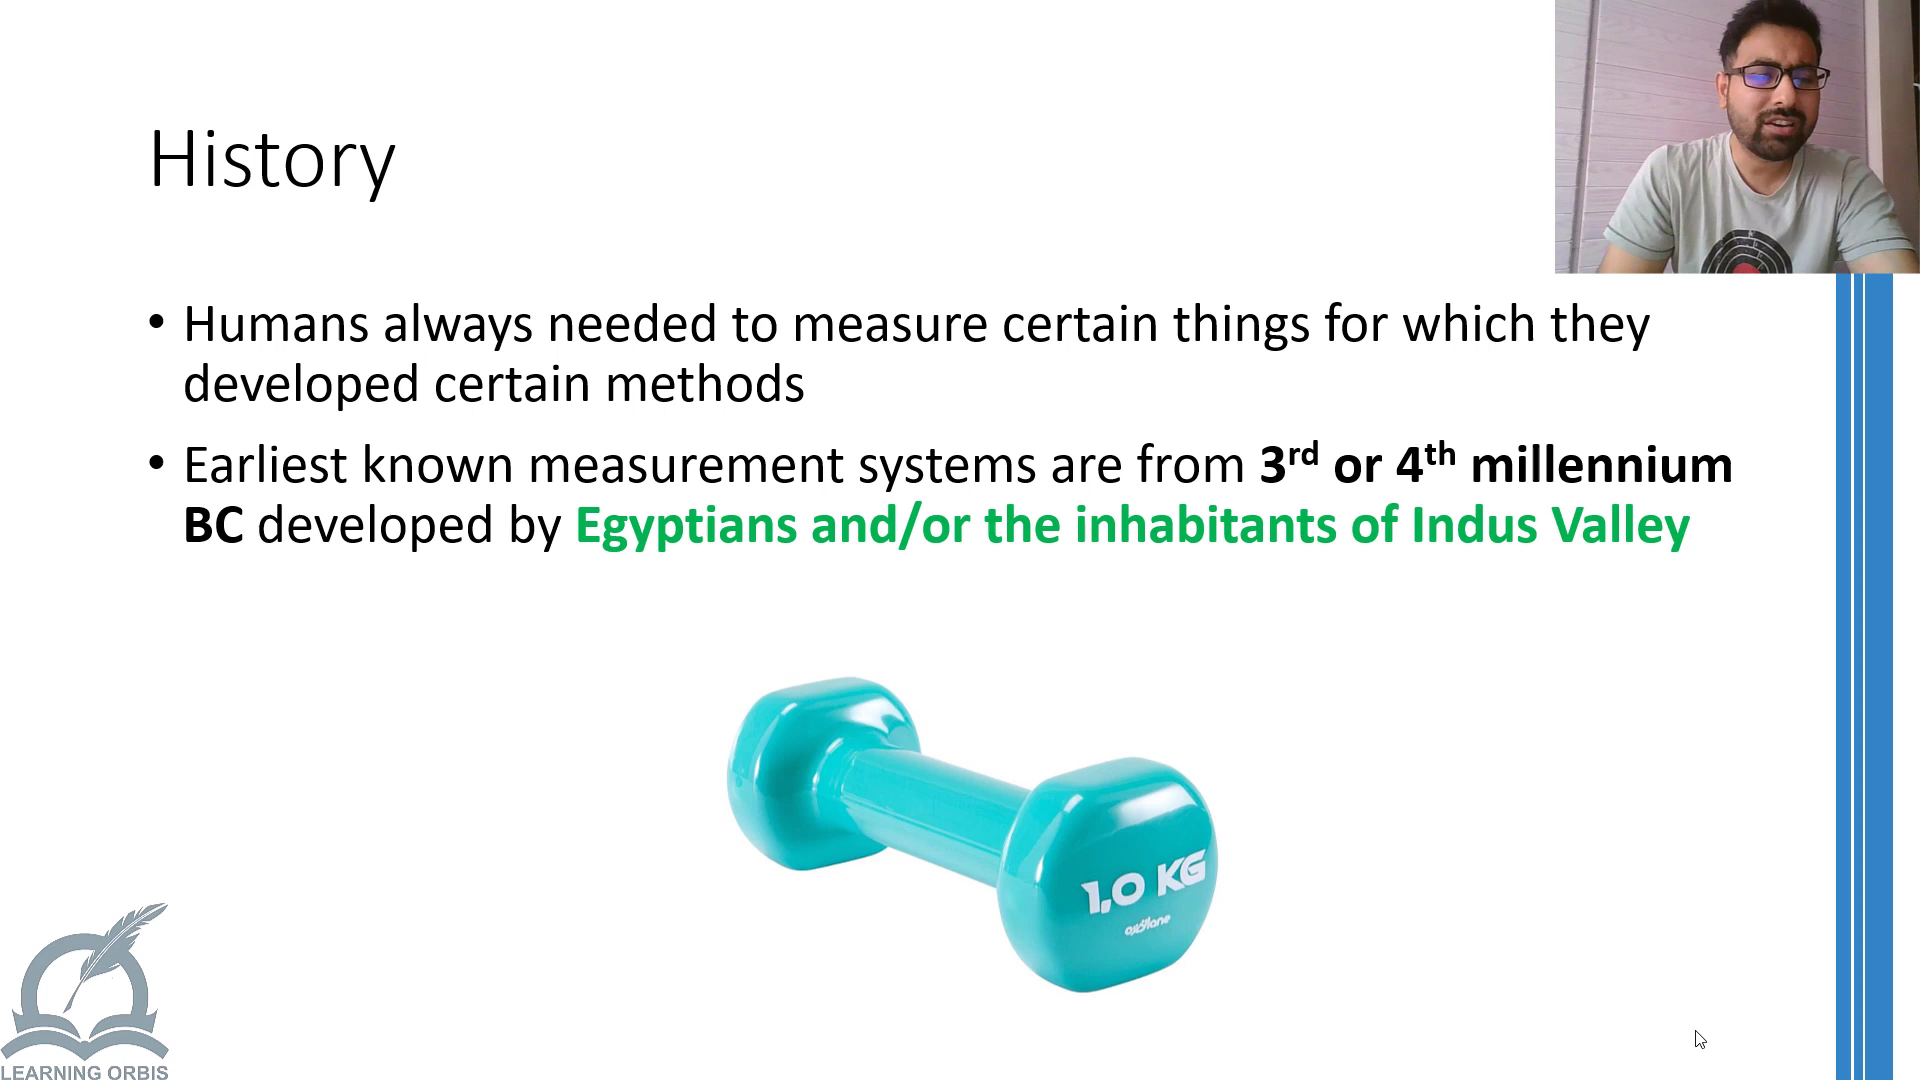 History
• Humans always needed to measure certain things for which they
developed certain methods
• Earliest known measurement systems are from 3rd or 4th millennium
BC developed by Egyptians and/or the inhabitants of Indus Valley
1,0 KG
LEARNING ORBIS